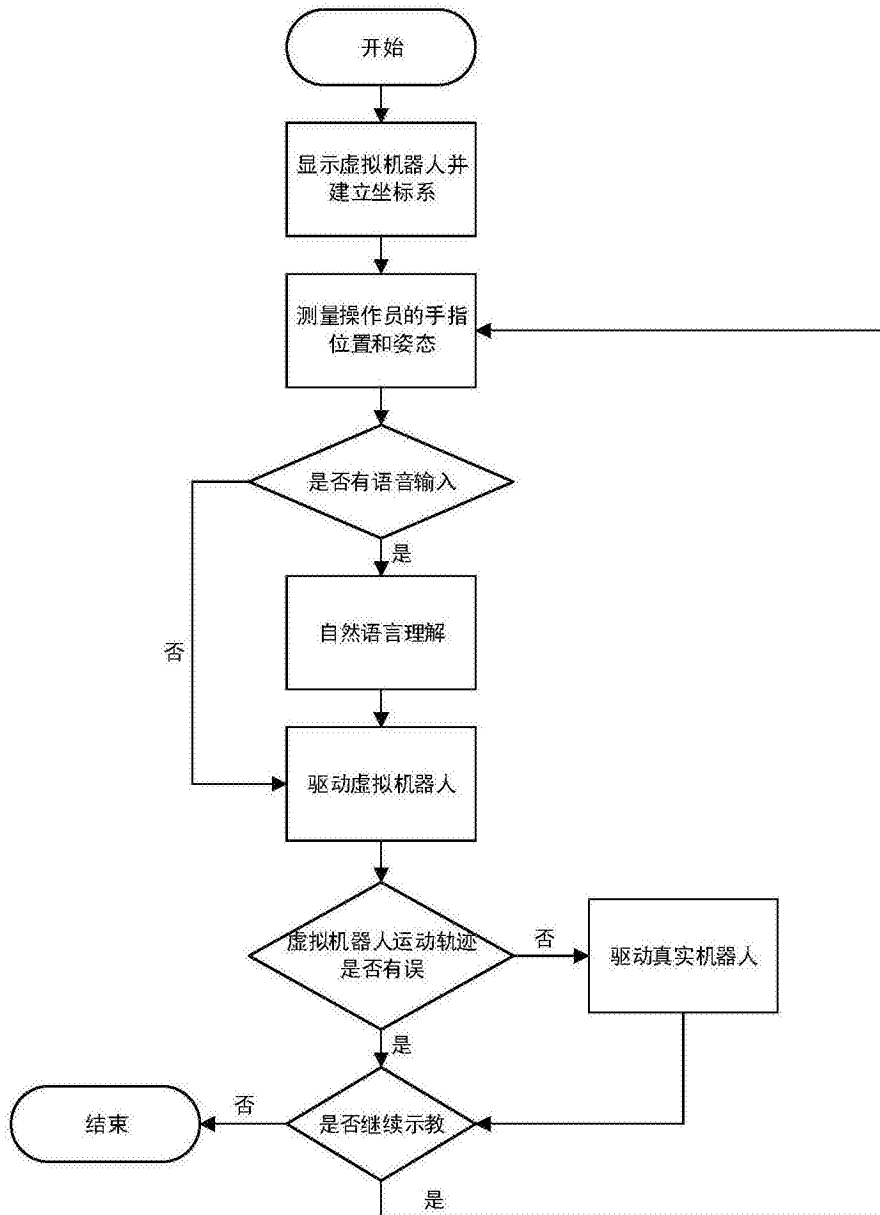 开始
显示虚拟机器人并
建立坐标系
测量操作员的手指
位置和姿态
是否有语音输入
是
自然语言理解
否
驱动虚拟机器人
虚拟机器人运动轨迹
是否有误
否
驱动真实机器人
是
是否继续示教
否
结束
是